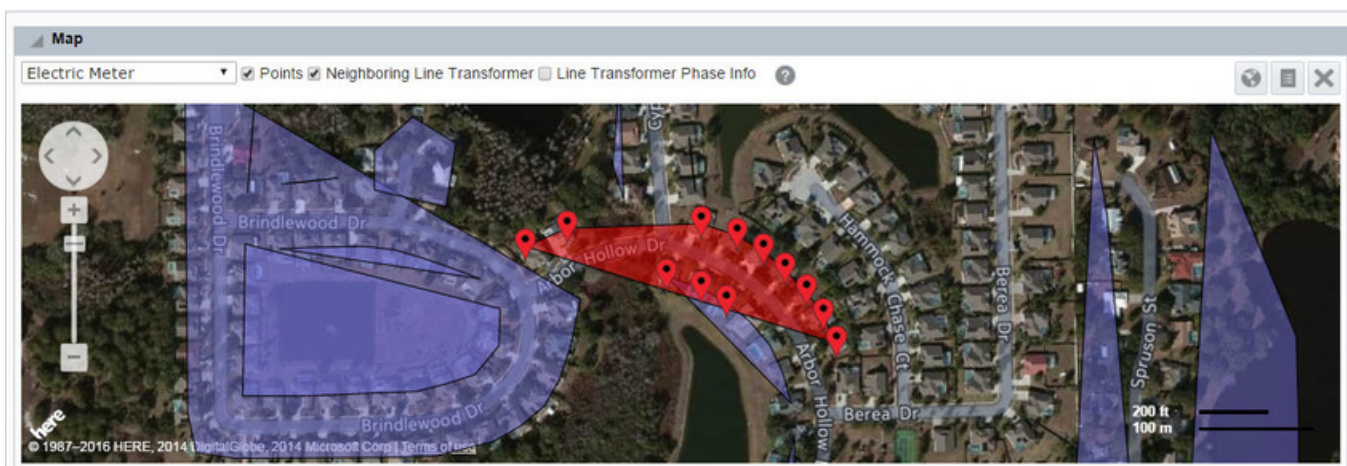 Map
Electric Meter Points Neighboring Line Transformer Line Transformer Phase Info ?
Brindlewood Dr
Brindlewood Dr
Arbor Hollow Dr
Hammock Chase Ct
Berea Dr
Spruson St
Arbor Hollow
Berea Dr
Brindlewood Dr
200 ft
100 m
here
© 1987–2016 HERE, 2014 DigitalGlobe, 2014 Microsoft Corp | Terms of use